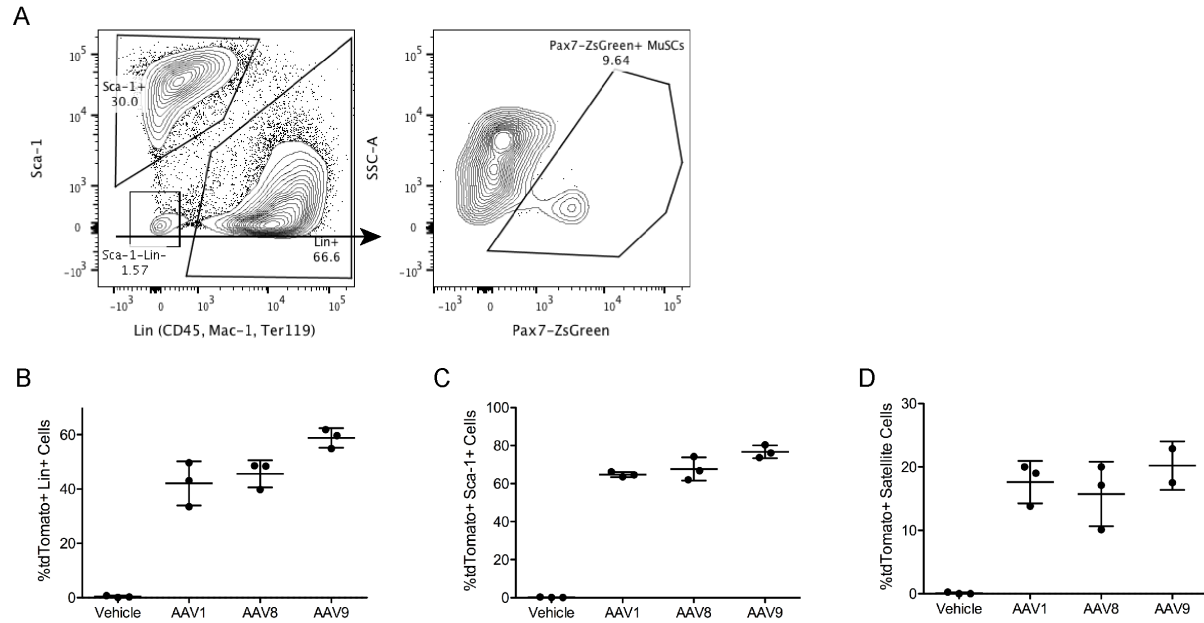 A
Sca-1
10^5
10^4
10^3
0
-10^3
Sca-1+
30.0
Sca-1-Lin-
1.57
Lin+
66.6
-10^3
0
10^3
10^4
10^5
Lin (CD45, Mac-1, Ter119)
SSC-A
10^5
10^4
10^3
0
-10^3
Pax7-ZsGreen+ MuSCs
9.64
-10^3
0
10^3
10^4
10^5
Pax7-ZsGreen
B
%tdTomato+ Lin+ Cells
60
40
20
0
Vehicle AAV1 AAV8 AAV9
C
%tdTomato+ Sca-1+ Cells
100
80
60
40
20
0
Vehicle AAV1 AAV8 AAV9
D
%tdTomato+ Satellite Cells
30
20
10
0
Vehicle AAV1 AAV8 AAV9